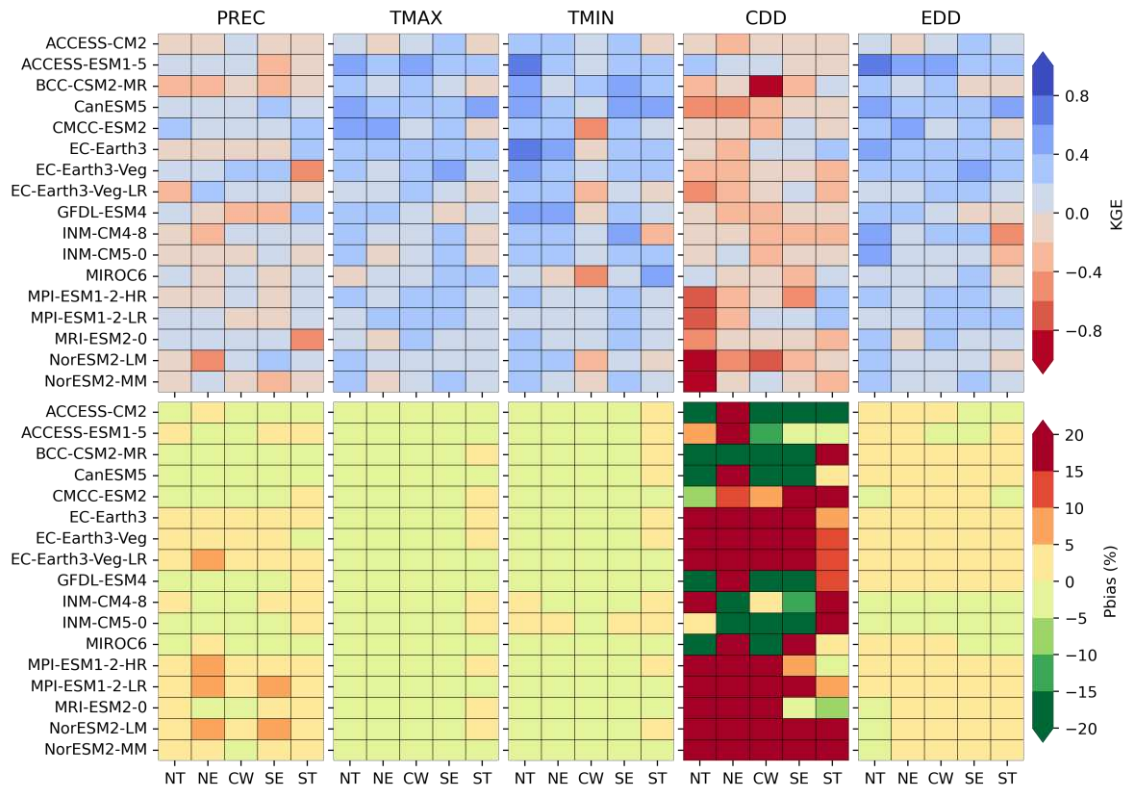 PREC TMAX TMIN CDD EDD
ACCESS-CM2
ACCESS-ESM1-5
BCC-CSM2-MR
CanESM5
CMCC-ESM2
EC-Earth3
EC-Earth3-Veg
EC-Earth3-Veg-LR
GFDL-ESM4
INM-CM4-8
INM-CM5-0
MIROC6
MPI-ESM1-2-HR
MPI-ESM1-2-LR
MRI-ESM2-0
NorESM2-LM
NorESM2-MM
0.8
0.4
0.0
−0.4
−0.8
KGE
ACCESS-CM2
ACCESS-ESM1-5
BCC-CSM2-MR
CanESM5
CMCC-ESM2
EC-Earth3
EC-Earth3-Veg
EC-Earth3-Veg-LR
GFDL-ESM4
INM-CM4-8
INM-CM5-0
MIROC6
MPI-ESM1-2-HR
MPI-ESM1-2-LR
MRI-ESM2-0
NorESM2-LM
NorESM2-MM
20
15
10
5
0
−5
−10
−15
−20
Pbias (%)
NT NE CW SE ST NT NE CW SE ST NT NE CW SE ST NT NE CW SE ST NT NE CW SE ST